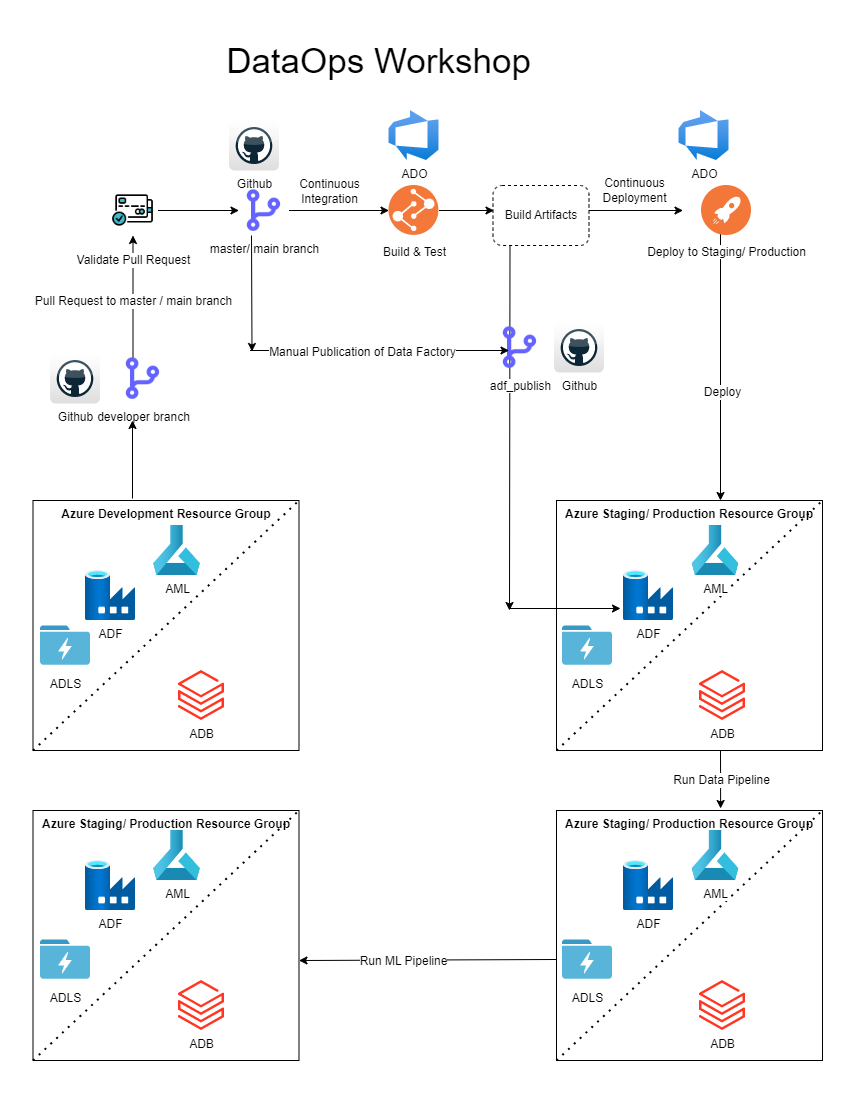 DataOps Workshop
ADO
ADO
Github
Continuous
Integration
Continuous
Deployment
Build Artifacts
master/ main branch
Build & Test
Deploy to Staging/ Production
Validate Pull Request
Pull Request to master / main branch
Manual Publication of Data Factory
adf_publish
Github
Deploy
Github developer branch
Azure Development Resource Group
AML
ADF
ADLS
ADB
Azure Staging/ Production Resource Group
AML
ADF
ADLS
ADB
Run Data Pipeline
Azure Staging/ Production Resource Group
AML
ADF
ADLS
ADB
Run ML Pipeline
Azure Staging/ Production Resource Group
AML
ADF
ADLS
ADB